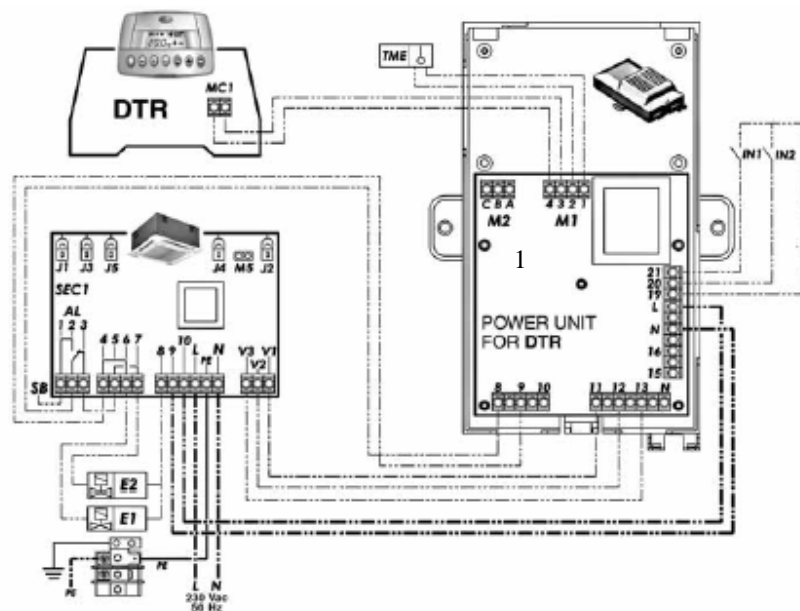 TME
MC1
DTR
IN1 IN2
C B A
4 3 2 1
M2 M1
J1 J3 J5 J4 M5 J2
1
SEC1
21
20
19
L
N
16
15
AL
1 2 3
4 5 6 7
8 9 10 L PE N
V3 V2 V1
POWER UNIT
FOR DTR
SB
8 9 10
11 12 13 N
E2
E1
PE PE
L N
230 Vac
50 Hz